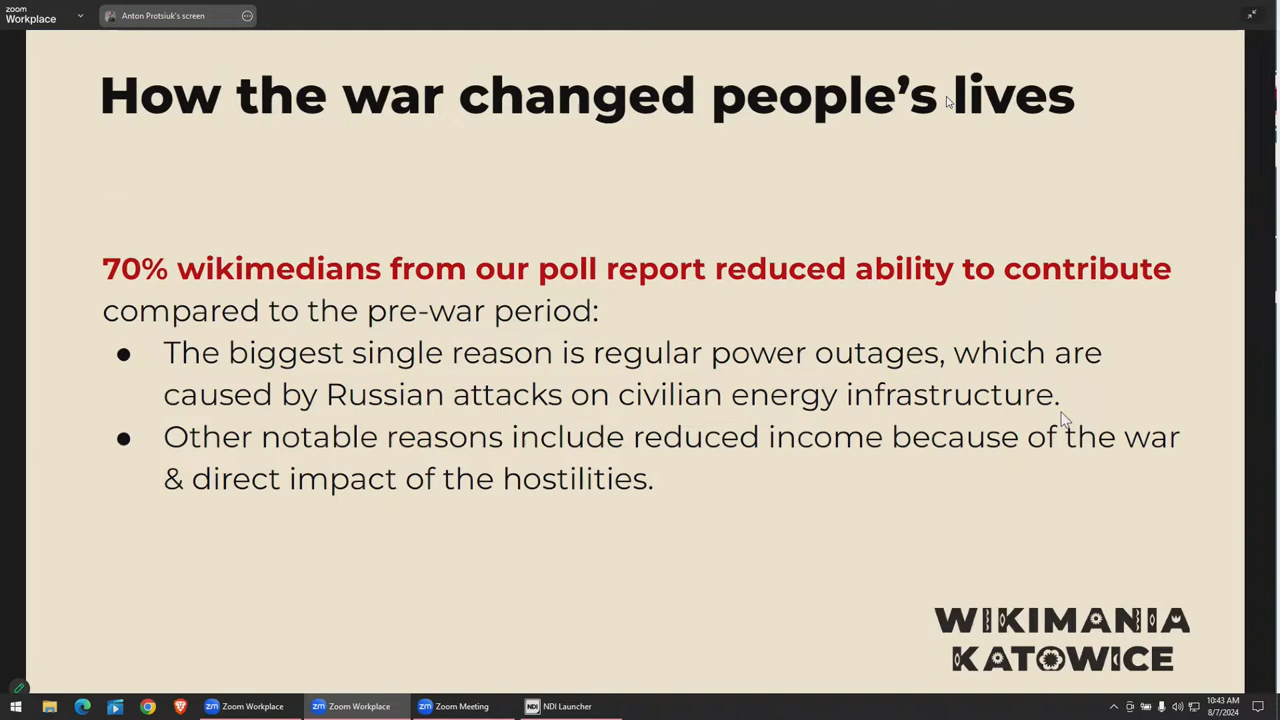 zoom
Workplace
Anton Protsiuk's screen
How the war changed people’s lives
70% wikimedians from our poll report reduced ability to contribute
compared to the pre-war period:
● The biggest single reason is regular power outages, which are
caused by Russian attacks on civilian energy infrastructure.
● Other notable reasons include reduced income because of the war
& direct impact of the hostilities.
WIKIMANIA
KATOWICE
zm Zoom Workplace
zm Zoom Workplace
zm Zoom Meeting
NDI NDI Launcher
10:43 AM
8/7/2024